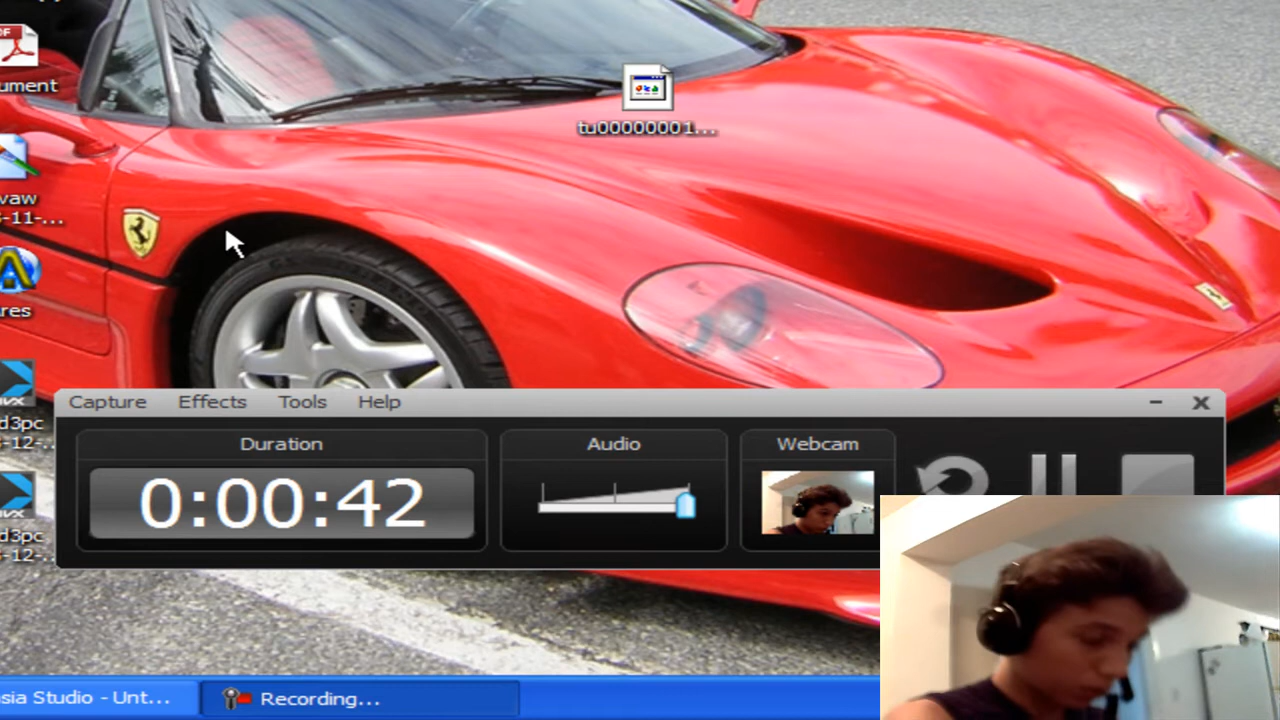 ument
tu00000001...
vaw
-11-...
res
Capture Effects Tools Help
Duration Audio Webcam
d3pc
-12-...
0:00:42
d3pc
-12-...
sia Studio - Unt...
Recording...